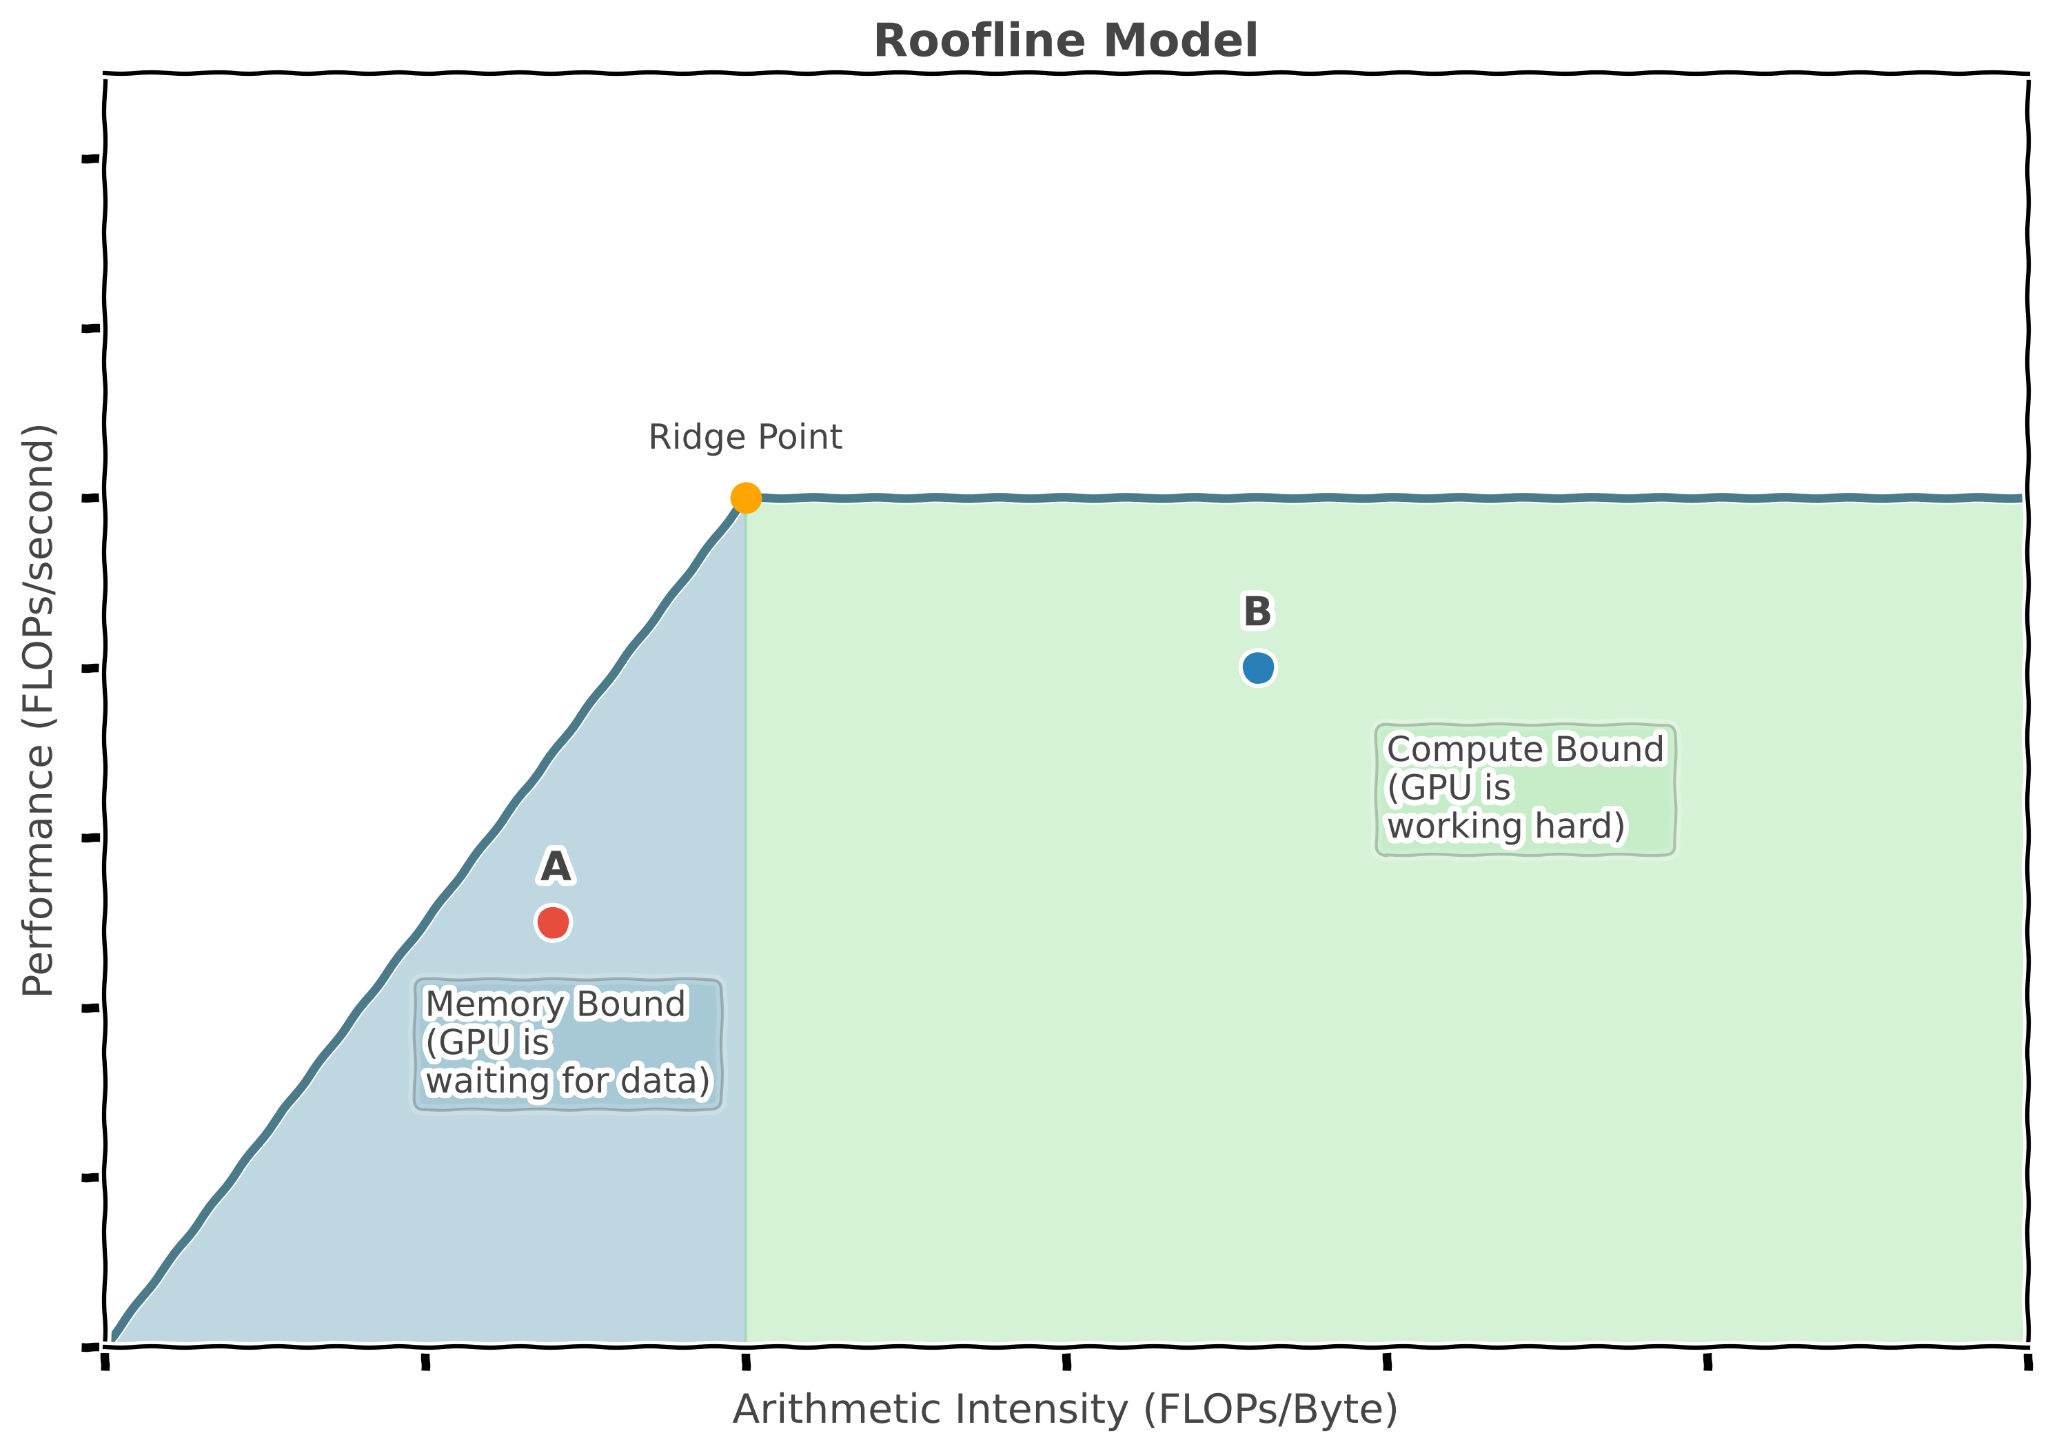 Roofline Model
Performance (FLOPs/second)
Ridge Point
B
Compute Bound
(GPU is
working hard)
A
Memory Bound
(GPU is
waiting for data)
Arithmetic Intensity (FLOPs/Byte)